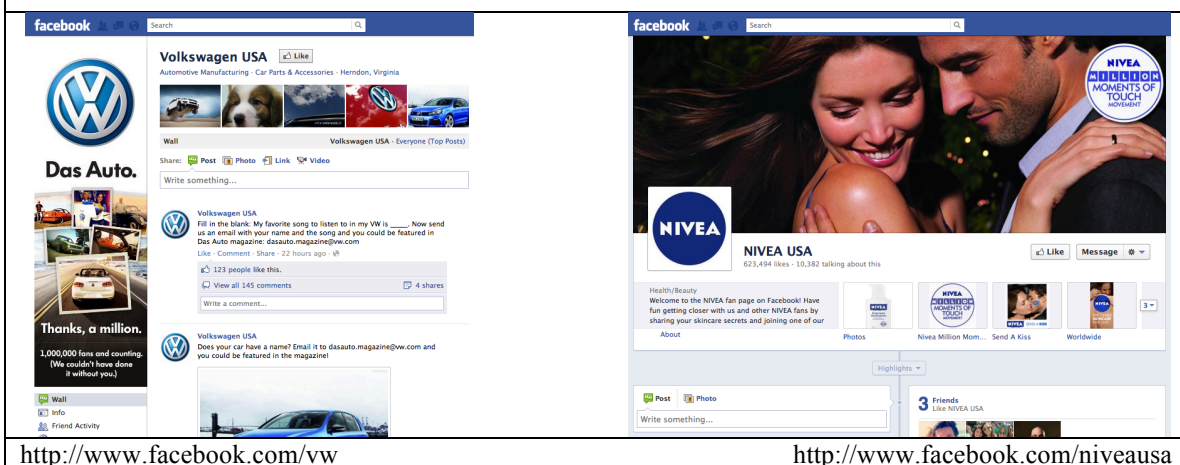 facebook
Search
Das Auto.
Thanks, a million.
1,000,000 fans and counting.
(We couldn't have done
it without you.)
Wall
Info
Friend Activity
Volkswagen USA Like
Automotive Manufacturing · Car Parts & Accessories · Herndon, Virginia
Wall Volkswagen USA · Everyone (Top Posts)
Share: Post Photo Link Video
Write something...
Volkswagen USA
Fill in the blank: My favorite song to listen to in my VW is _____. Now send
us an email with your name and the song and you could be featured in
Das Auto magazine: dasauto.magazine@vw.com
Like · Comment · Share · 22 hours ago ·
123 people like this.
View all 145 comments 4 shares
Write a comment...
Volkswagen USA
Does your car have a name? Email it to dasauto.magazine@vw.com and
you could be featured in the magazine!
http://www.facebook.com/vw
facebook
Search
NIVEA
MILLION
MOMENTS OF
TOUCH
MOVEMENT
NIVEA
NIVEA USA
623,494 likes · 10,382 talking about this
Like Message
Health/Beauty
Welcome to the NIVEA fan page on Facebook! Have
fun getting closer with us and other NIVEA fans by
sharing your skincare secrets and joining one of our
About
Photos
Nivea Million Mom...
Send A Kiss
Worldwide
3
Highlights
Post Photo
Write something...
3 Friends
Like NIVEA USA
http://www.facebook.com/niveausa